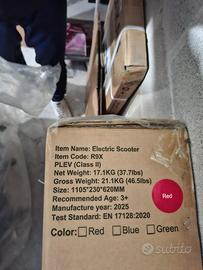 Item Name: Electric Scooter
Item Code: R9X
PLEV (Class II)
Net Weight: 17.1KG (37.7lbs)
Gross Weight: 21.1KG (46.5lbs)
Size: 1105*230*620MM
Recommended Age: 3+
Manufacture year: 2025
Test Standard: EN 17128:2020
Red
Color: Red Blue Green
subito